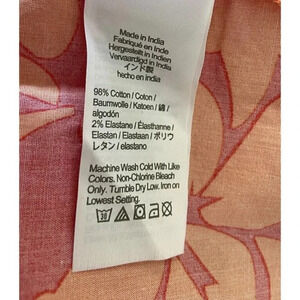 Made in India
Fabriqué en Inde
Hergestellt in Indien
Vervaardigd in India
インド製
hecho en India
98% Cotton / Coton /
Baumwolle / Katoen / 綿 /
algodón
2% Elastane / Élasthanne /
Elastan / Elastaan / ポリウ
レタン / elastano
Machine Wash Cold With Like
Colors. Non-Chlorine Bleach
Only. Tumble Dry Low. Iron on
Lowest Setting.
30